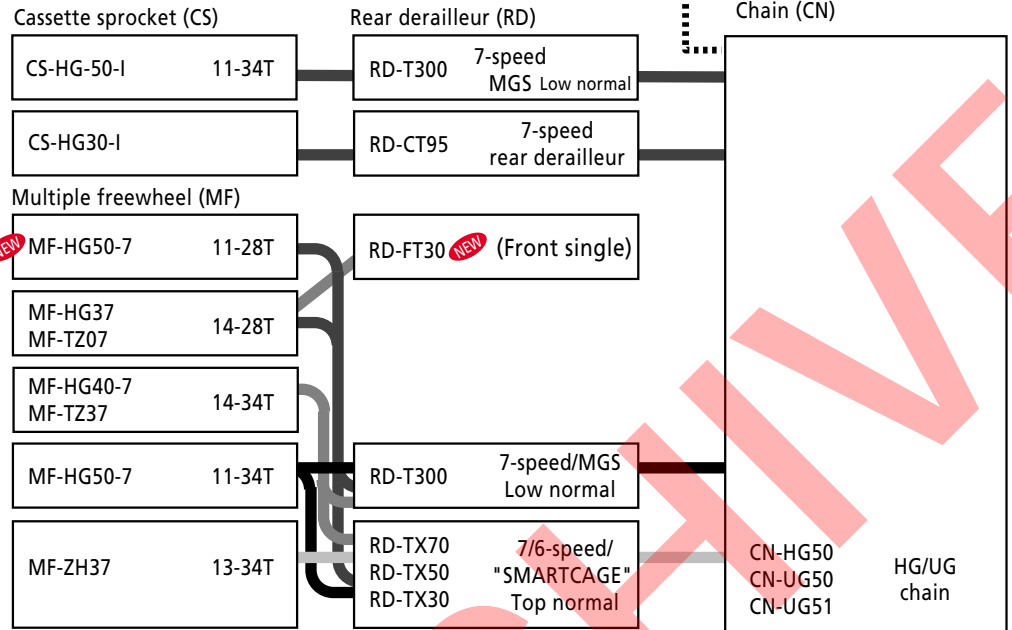 Cassette sprocket (CS)
Rear derailleur (RD)
Chain (CN)
CS-HG-50-I 11-34T
RD-T300 7-speed
MGS Low normal
CS-HG30-I
RD-CT95 7-speed
rear derailleur
Multiple freewheel (MF)
NEW MF-HG50-7 11-28T
RD-FT30 NEW (Front single)
MF-HG37
MF-TZ07
14-28T
MF-HG40-7
MF-TZ37
14-34T
MF-HG50-7 11-34T
RD-T300 7-speed/MGS
Low normal
MF-ZH37 13-34T
RD-TX70
RD-TX50
RD-TX30
7/6-speed/
"SMARTCAGE"
Top normal
CN-HG50
CN-UG50
CN-UG51
HG/UG
chain
CHIVE